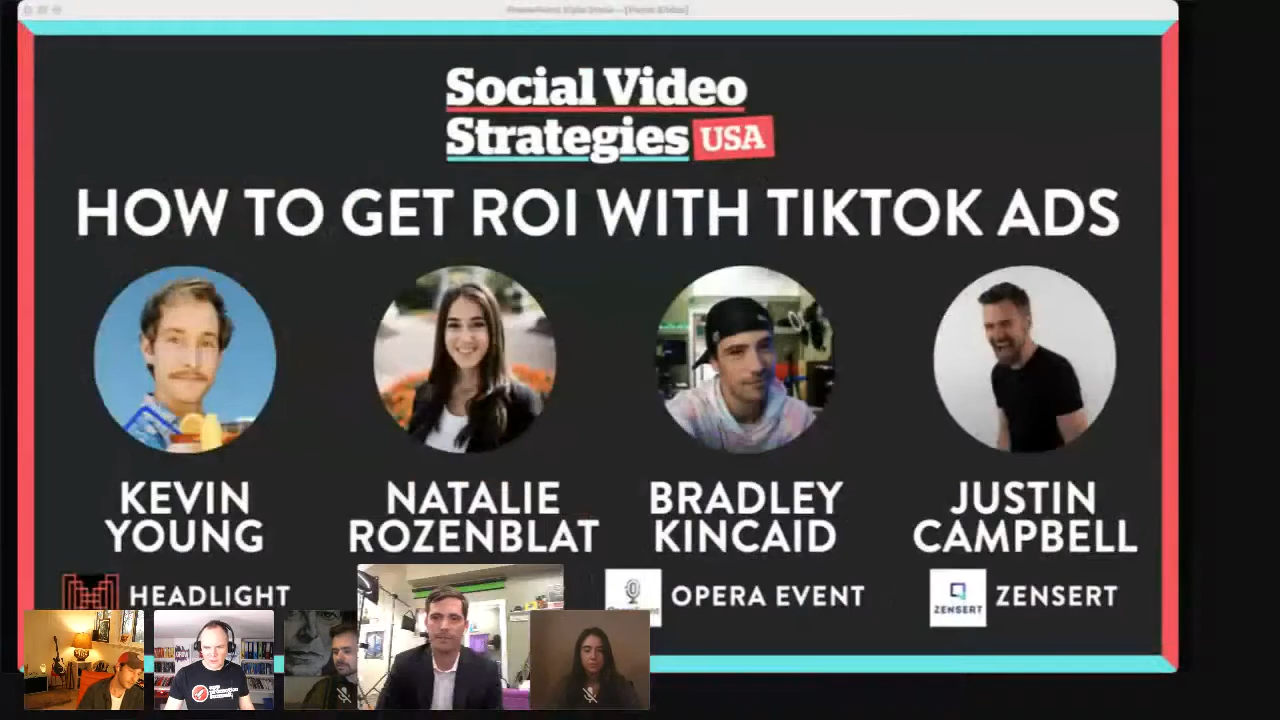 Social Video
Strategies USA
HOW TO GET ROI WITH TIKTOK ADS
KEVIN
YOUNG
NATALIE
ROZENBLAT
BRADLEY
KINCAID
JUSTIN
CAMPBELL
HEADLIGHT
OPERA EVENT
ZENSERT
ZENSERT